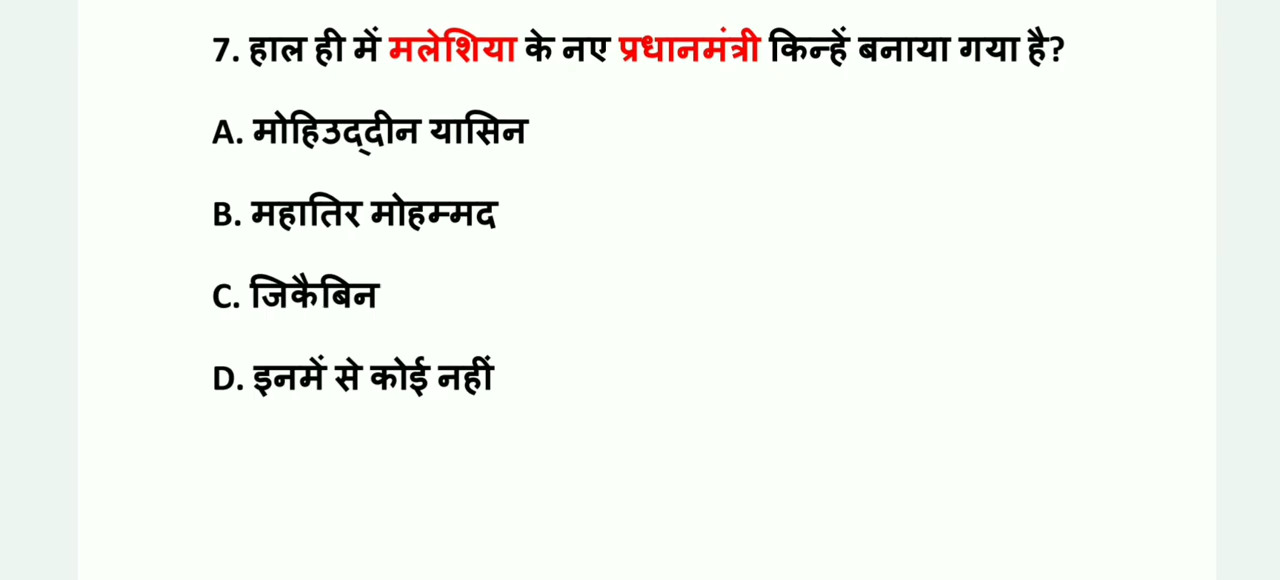 7. हाल ही में मलेशिया के नए प्रधानमंत्री किन्हें बनाया गया है?
A. मोहिउद्दीन यासिन
B. महातिर मोहम्मद
C. जिकैबिन
D. इनमें से कोई नहीं